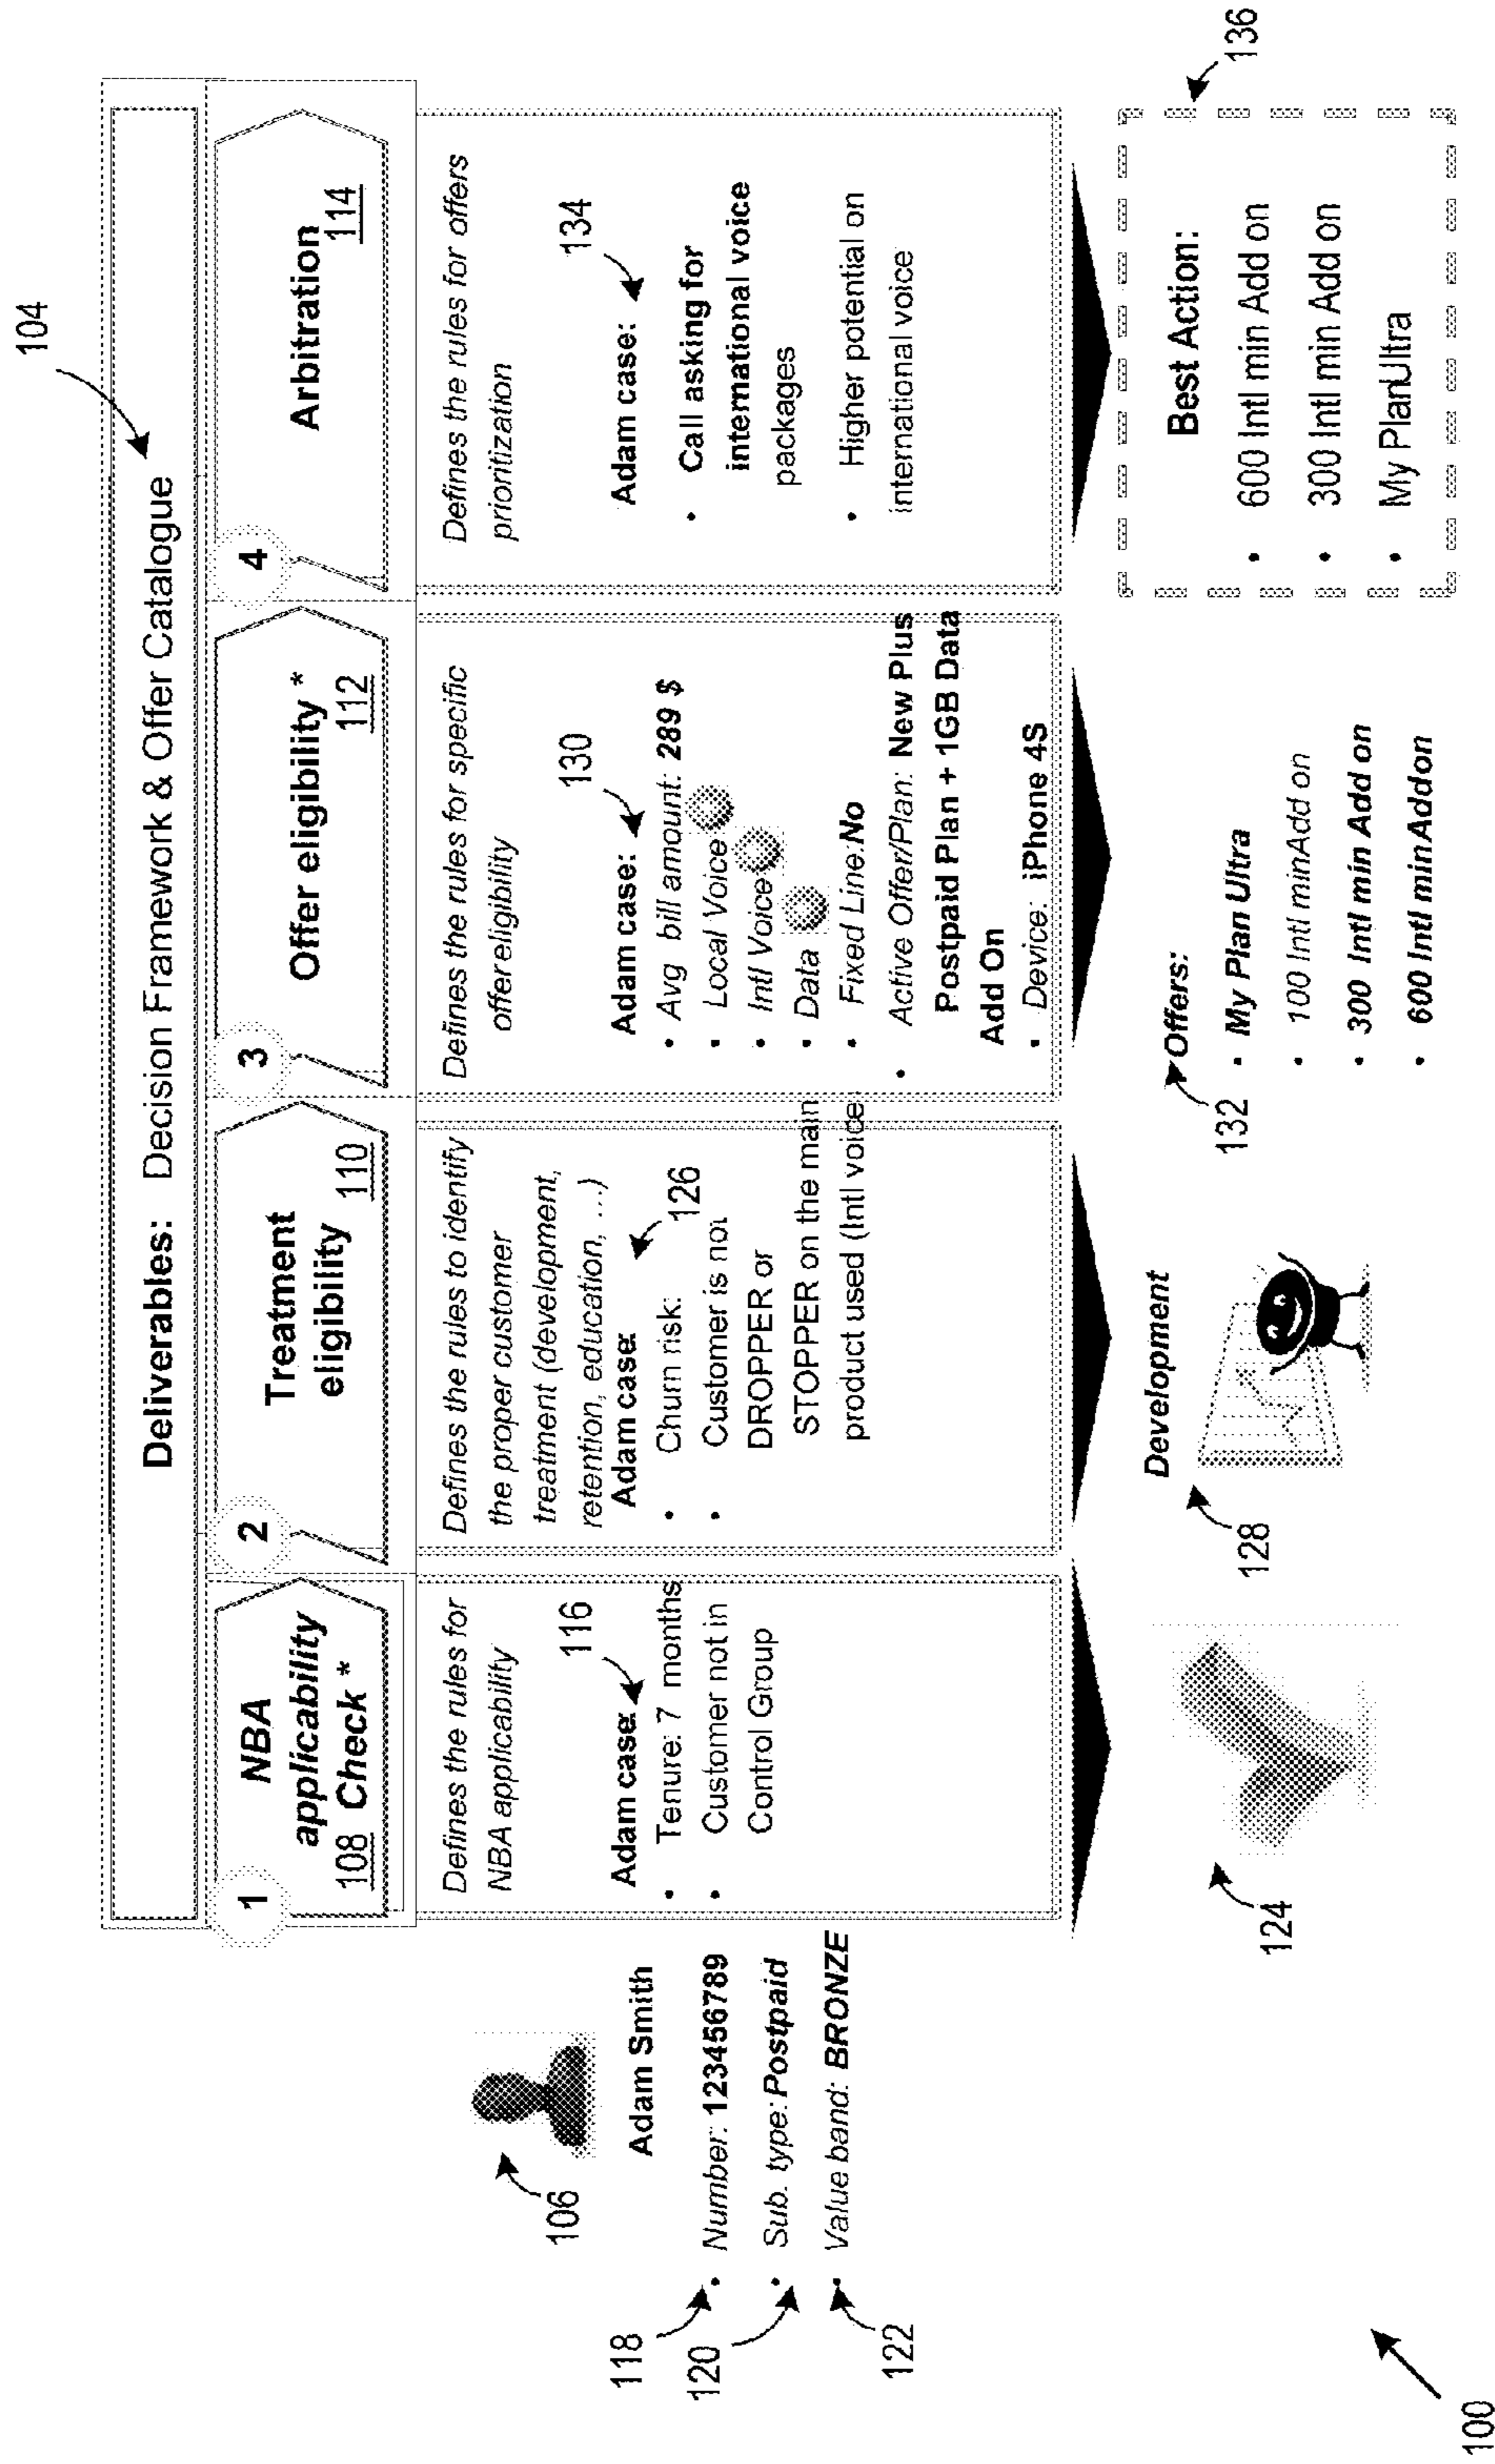 104
Deliverables: Decision Framework & Offer Catalogue
1
NBA
applicability
108 Check *
2
Treatment
eligibility 110
3
Offer eligibility *
112
4
Arbitration
114
106
Adam Smith
118
• Number: 123456789
120
• Sub. type: Postpaid
122
• Value band: BRONZE
Defines the rules for
NBA applicability
116
Adam case:
• Tenure: 7 months
• Customer not in
Control Group
Defines the rules to identify
the proper customer
treatment (development,
retention, education, ...)
Adam case:
126
• Churn risk:
• Customer is not
DROPPER or
STOPPER on the main
product used (Intl voice
Defines the rules for specific
offer eligibility
130
Adam case:
• Avg bill amount: 289 $
• Local Voice
• Intl Voice
• Data
• Fixed Line: No
• Active Offer/Plan: New Plus
Postpaid Plan + 1GB Data
Add On
• Device: iPhone 4S
Defines the rules for offers
prioritization
134
Adam case:
• Call asking for
international voice
packages
• Higher potential on
international voice
124
128
Development
132
Offers:
• My Plan Ultra
• 100 Intl minAdd on
• 300 Intl min Add on
• 600 Intl minAddon
136
Best Action:
• 600 Intl min Add on
• 300 Intl min Add on
• My PlanUltra
100